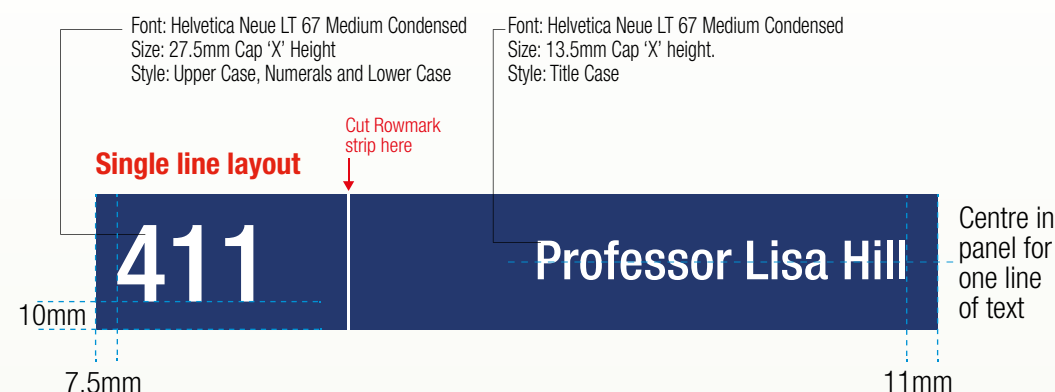 Font: Helvetica Neue LT 67 Medium Condensed
Size: 27.5mm Cap ‘X’ Height
Style: Upper Case, Numerals and Lower Case
Font: Helvetica Neue LT 67 Medium Condensed
Size: 13.5mm Cap ‘X’ height.
Style: Title Case
Cut Rowmark
strip here
Single line layout
411
Professor Lisa Hill
Centre in
panel for
one line
of text
10mm
7.5mm
11mm